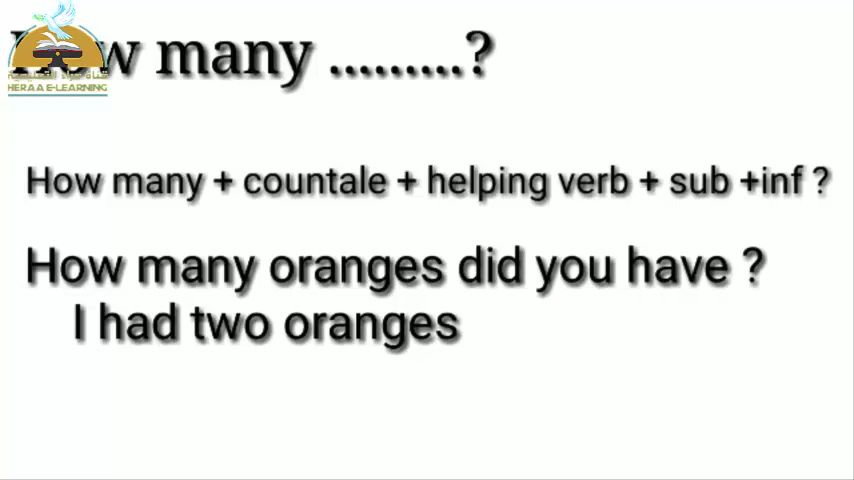 How many .........?
HERAA E-LEARNING
How many + countale + helping verb + sub +inf ?
How many oranges did you have ?
I had two oranges